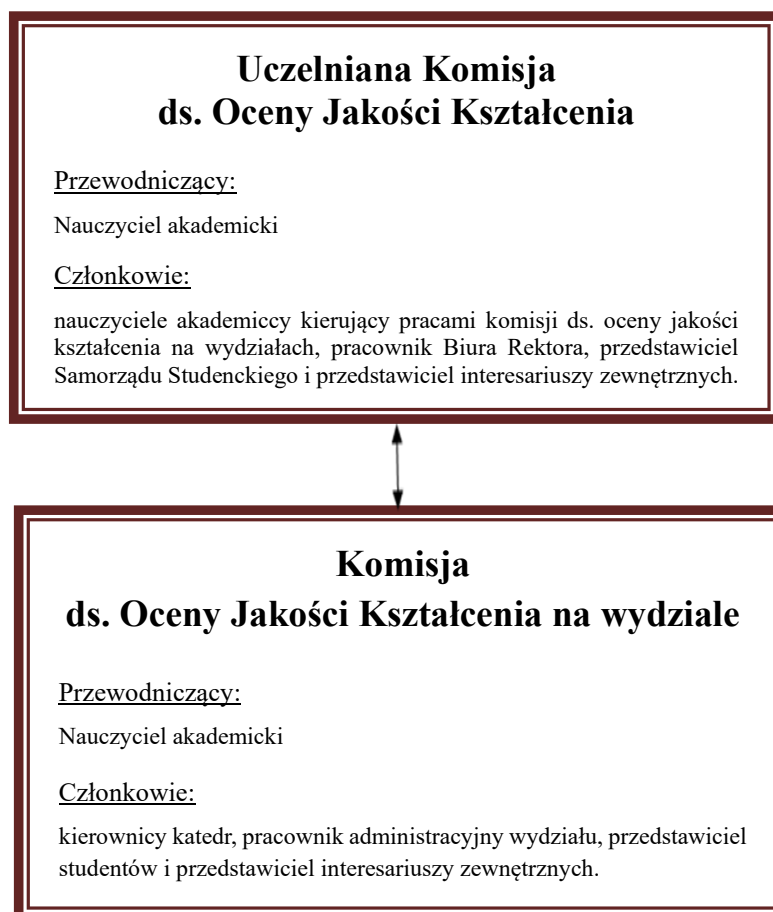 Uczelniana Komisja
ds. Oceny Jakości Kształcenia
Przewodniczący:
Nauczyciel akademicki
Członkowie:
nauczyciele akademiccy kierujący pracami komisji ds. oceny jakości
kształcenia na wydziałach, pracownik Biura Rektora, przedstawiciel
Samorządu Studenckiego i przedstawiciel interesariuszy zewnętrznych.
Komisja
ds. Oceny Jakości Kształcenia na wydziale
Przewodniczący:
Nauczyciel akademicki
Członkowie:
kierownicy katedr, pracownik administracyjny wydziału, przedstawiciel
studentów i przedstawiciel interesariuszy zewnętrznych.